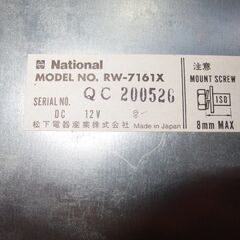 National
MODEL NO. RW-7161X
SERIAL NO. QC 200526
DC 12V
松下電器産業株式会社 Made in Japan
注意
MOUNT SCREW
ISO
8mm MAX